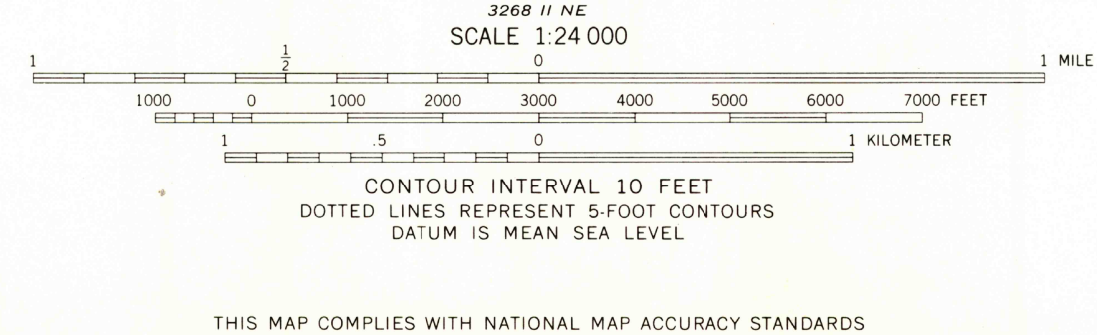 3268 II NE
SCALE 1:24 000
1 1/2 0 1 MILE
1000 0 1000 2000 3000 4000 5000 6000 7000 FEET
1 .5 0 1 KILOMETER
CONTOUR INTERVAL 10 FEET
DOTTED LINES REPRESENT 5-FOOT CONTOURS
DATUM IS MEAN SEA LEVEL
THIS MAP COMPLIES WITH NATIONAL MAP ACCURACY STANDARDS